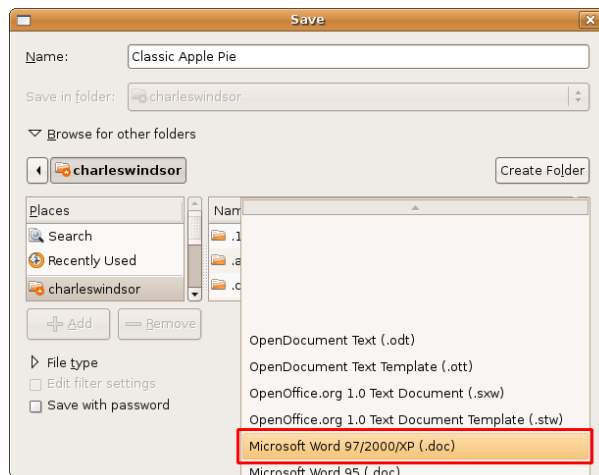 Save
Name:
Classic Apple Pie
Save in folder:
charleswindsor
Browse for other folders
charleswindsor
Create Folder
Places
Nam
Search
.1
Recently Used
.a
charleswindsor
.c
Add
Remove
OpenDocument Text (.odt)
OpenDocument Text Template (.ott)
File type
Edit filter settings
OpenOffice.org 1.0 Text Document (.sxw)
Save with password
OpenOffice.org 1.0 Text Document Template (.stw)
Microsoft Word 97/2000/XP (.doc)
Microsoft Word 95 (.doc)